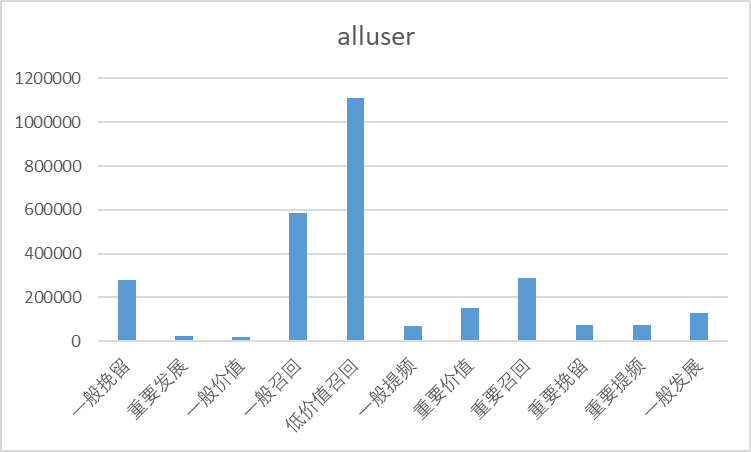 alluser
1200000
1000000
800000
600000
400000
200000
0
一般挽留
重要发展
一般价值
一般召回
低价值召回
一般提频
重要价值
重要召回
重要挽留
重要提频
一般发展